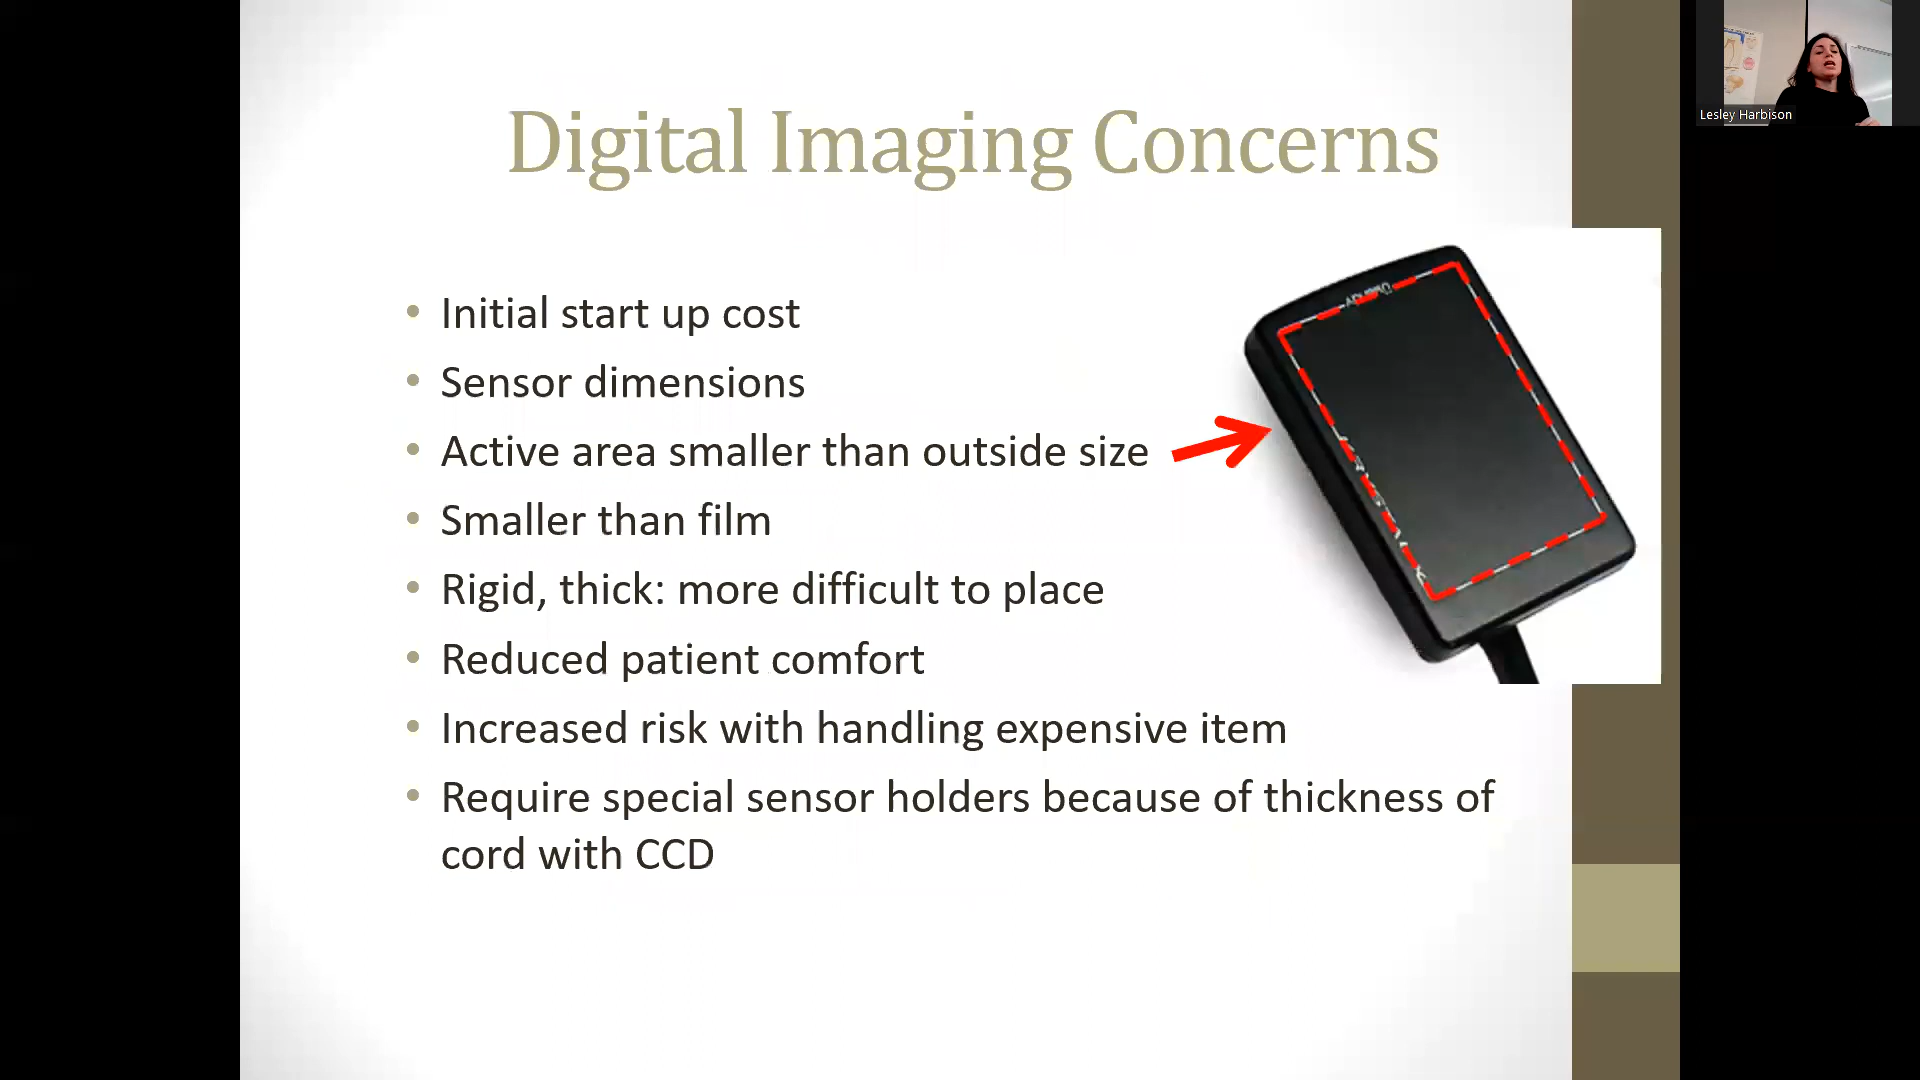 Digital Imaging Concerns
Lesley Harbison
• Initial start up cost
• Sensor dimensions
• Active area smaller than outside size
• Smaller than film
• Rigid, thick: more difficult to place
• Reduced patient comfort
• Increased risk with handling expensive item
• Require special sensor holders because of thickness of
cord with CCD